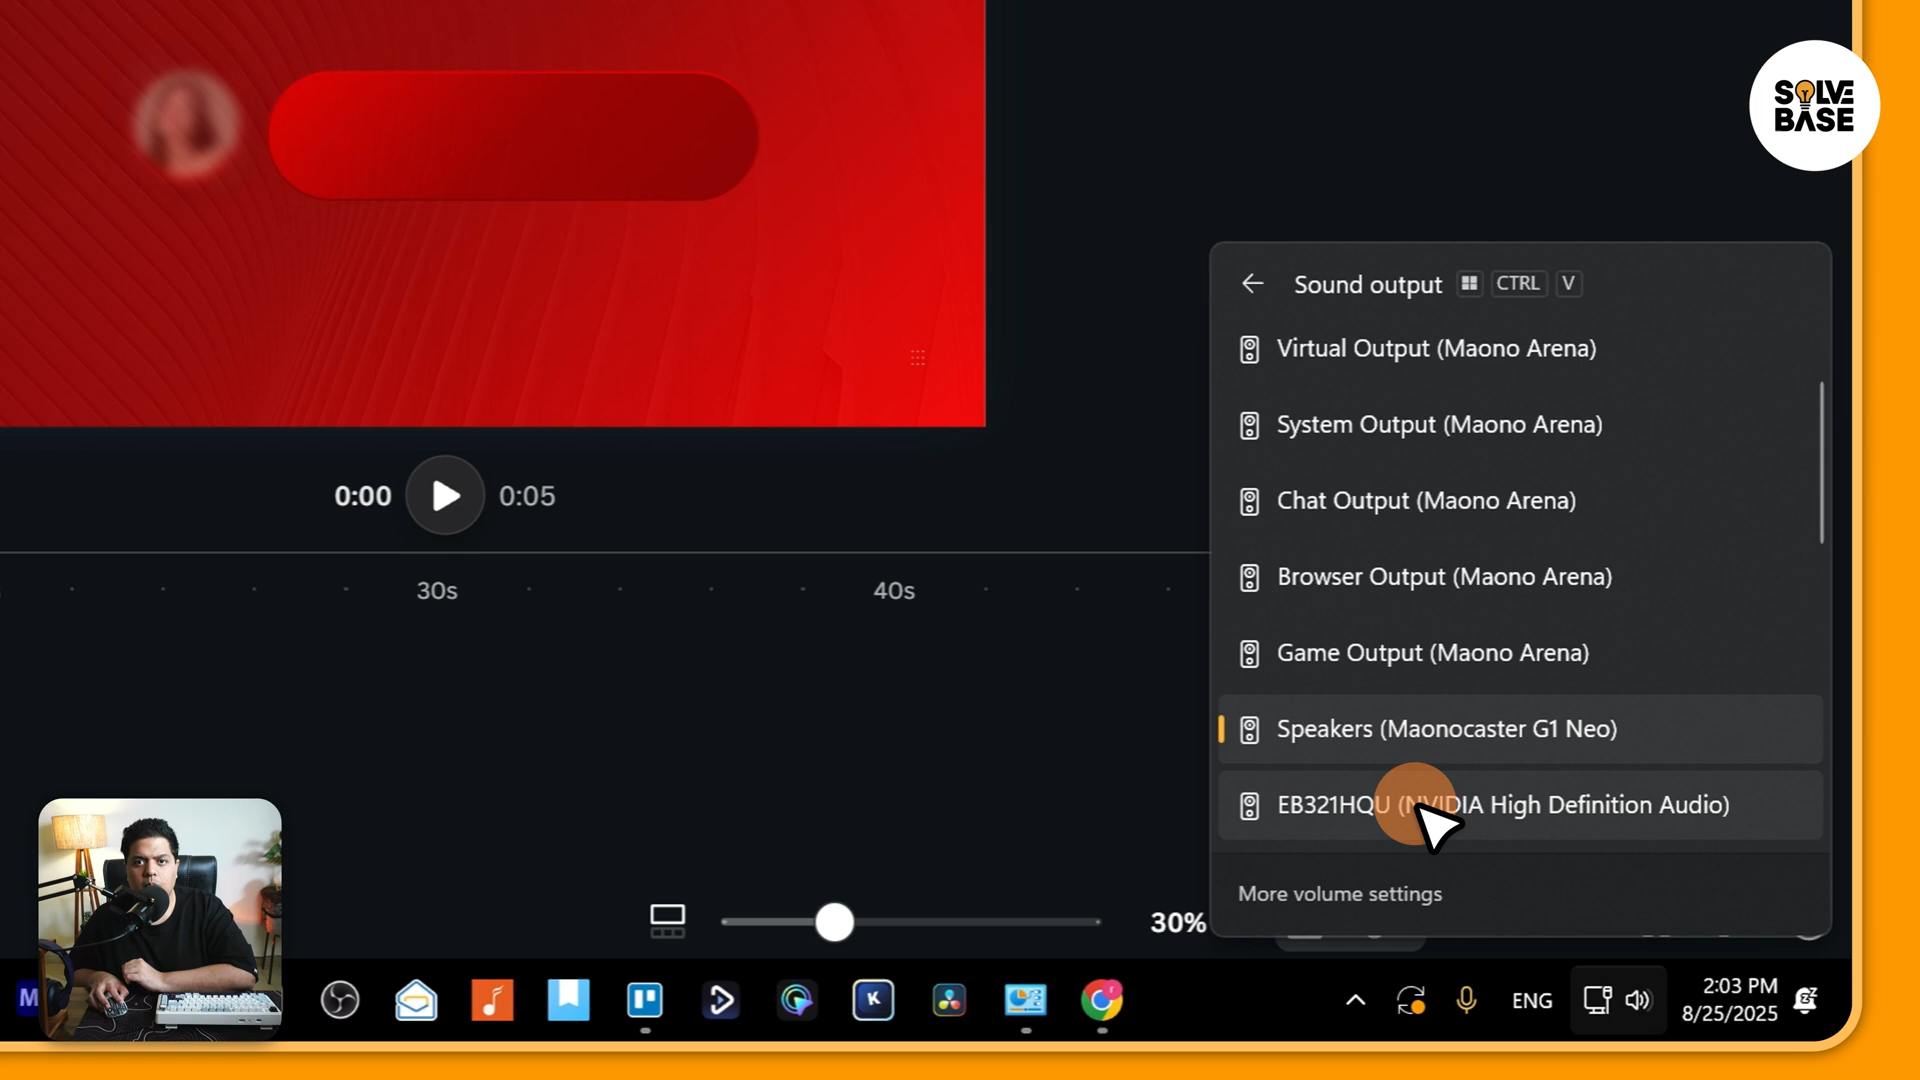 SOLVE
BASE
Sound output CTRL V
Virtual Output (Maono Arena)
System Output (Maono Arena)
Chat Output (Maono Arena)
Browser Output (Maono Arena)
Game Output (Maono Arena)
Speakers (Maonocaster G1 Neo)
EB321HQU (NVIDIA High Definition Audio)
More volume settings
0:00 0:05
30s 40s
30%
M
K
ENG
2:03 PM
8/25/2025